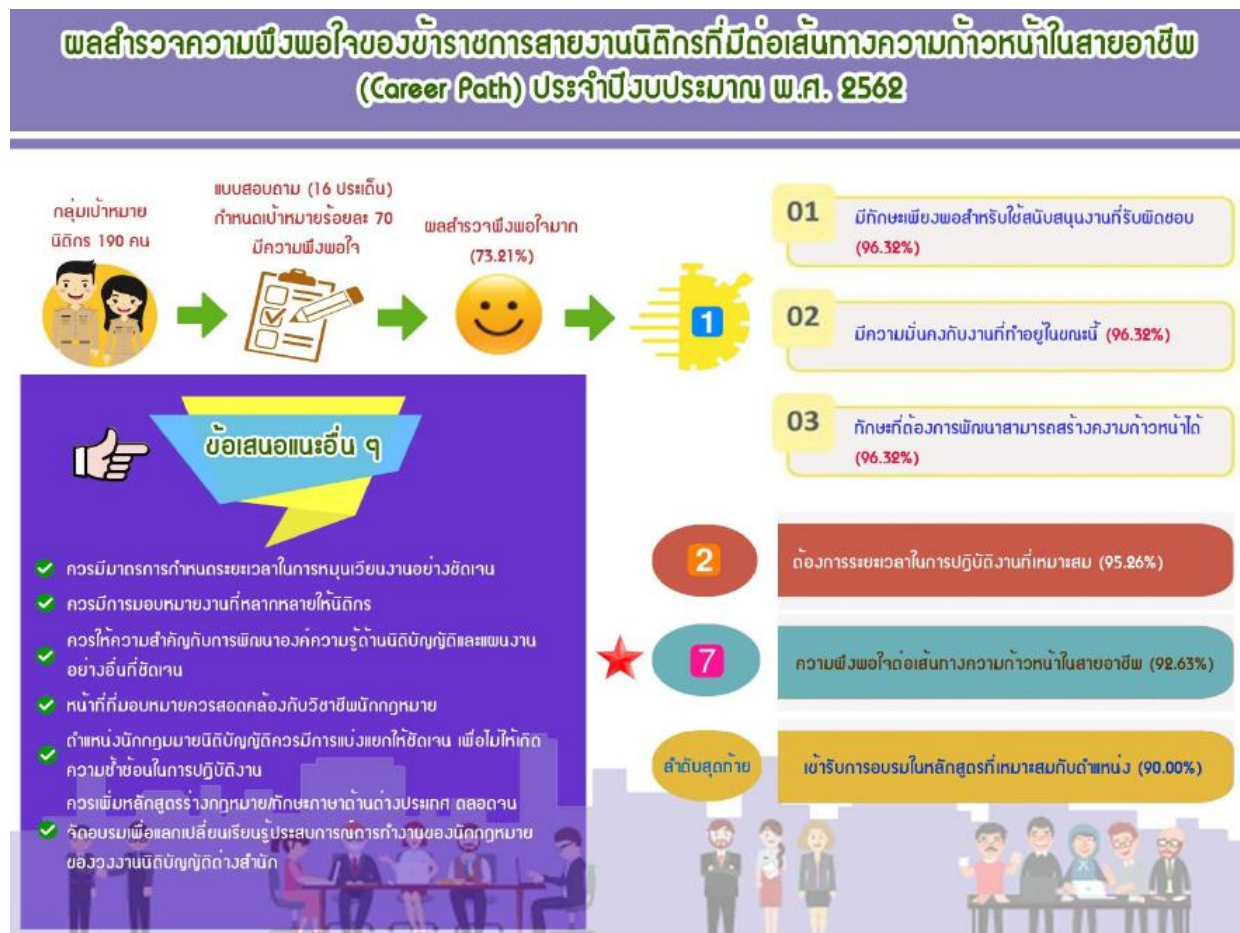 ผลสำรวจความพึงพอใจของข้าราชการสายงานนิติกรที่มีต่อเส้นทางความก้าวหน้าในสายอาชีพ
(Career Path) ประจำปีงบประมาณ พ.ศ. 2562
กลุ่มเป้าหมาย
นิติกร 190 คน
แบบสอบถาม (16 ประเด็น)
กำหนดเป้าหมายร้อยละ 70
มีความพึงพอใจ
ผลสำรวจพึงพอใจมาก
(73.21%)
1
01
มีทักษะเพียงพอสำหรับใช้สนับสนุนงานที่รับผิดชอบ
(96.32%)
02
มีความมั่นคงกับงานที่ทำอยู่ในขณะนี้ (96.32%)
03
ทักษะที่ต้องการพัฒนาสามารถสร้างความก้าวหน้าได้
(96.32%)
2
ต้องการระยะเวลาในการปฏิบัติงานที่เหมาะสม (95.26%)
7
ความพึงพอใจต่อเส้นทางความก้าวหน้าในสายอาชีพ (92.63%)
ลำดับสุดท้าย
เข้ารับการอบรมในหลักสูตรที่เหมาะสมกับตำแหน่ง (90.00%)
ข้อเสนอแนะอื่น ๆ
ควรมีมาตรการกำหนดระยะเวลาในการหมุนเวียนงานอย่างชัดเจน
ควรมีการมอบหมายงานที่หลากหลายให้นิติกร
ควรให้ความสำคัญกับการพัฒนาองค์ความรู้ด้านนิติบัญญัติและแผนงาน
อย่างอื่นที่ชัดเจน
หน้าที่ที่มอบหมายควรสอดคล้องกับวิชาชีพนักกฎหมาย
ตำแหน่งนักกฎมมายนิติบัญญัติควรมีการแบ่งแยกให้ชัดเจน เพื่อไม่ให้เกิด
ความซ้ำซ้อนในการปฏิบัติงาน
ควรเพิ่มหลักสูตรร่างกฎหมาย/ทักษะภาษาด้านต่างประเทศ ตลอดจน
จัดอบรมเพื่อแลกเปลี่ยนเรียนรู้ประสบการณ์การทำงานของนักกฎหมาย
ของวงงานนิติบัญญัติต่างสำนัก